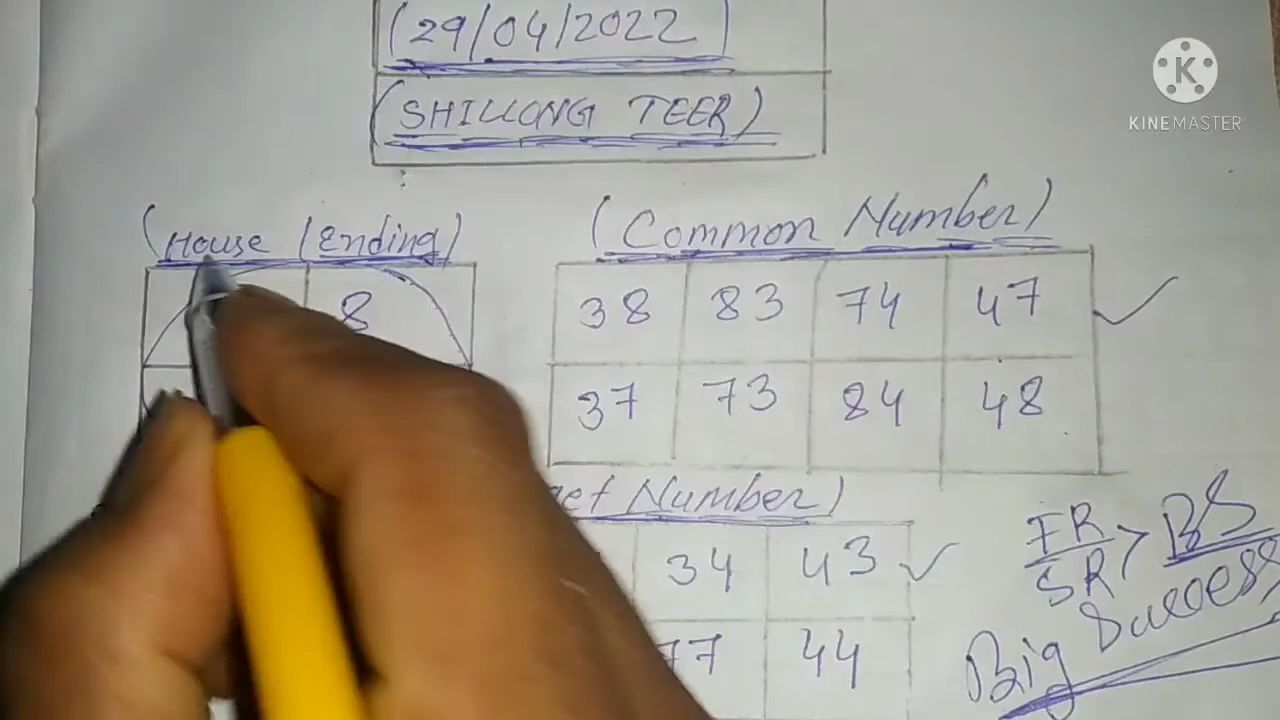 (29/04/2022)
(SHILLONG TEER)
K
KINEMASTER
(House (Ending)
8
(Common Number)
38 83 74 47
37 73 84 48
Number)
34 43
77 44
FR
SR > BS
Big Success